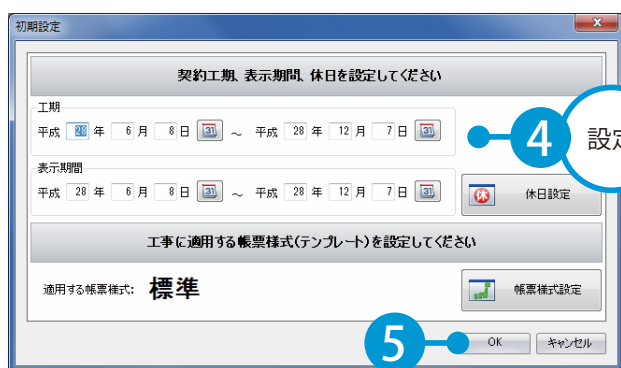 初期設定
契約工期、表示期間、休日を設定してください
工期
平成 28 年 6 月 8 日 31 ～ 平成 28 年 12 月 7 日 31
4 設定
表示期間
平成 28 年 6 月 8 日 31 ～ 平成 28 年 12 月 7 日 31
休 休日設定
工事に適用する帳票様式(テンプレート)を設定してください
適用する帳票様式: 標準
帳票様式設定
5 OK キャンセル